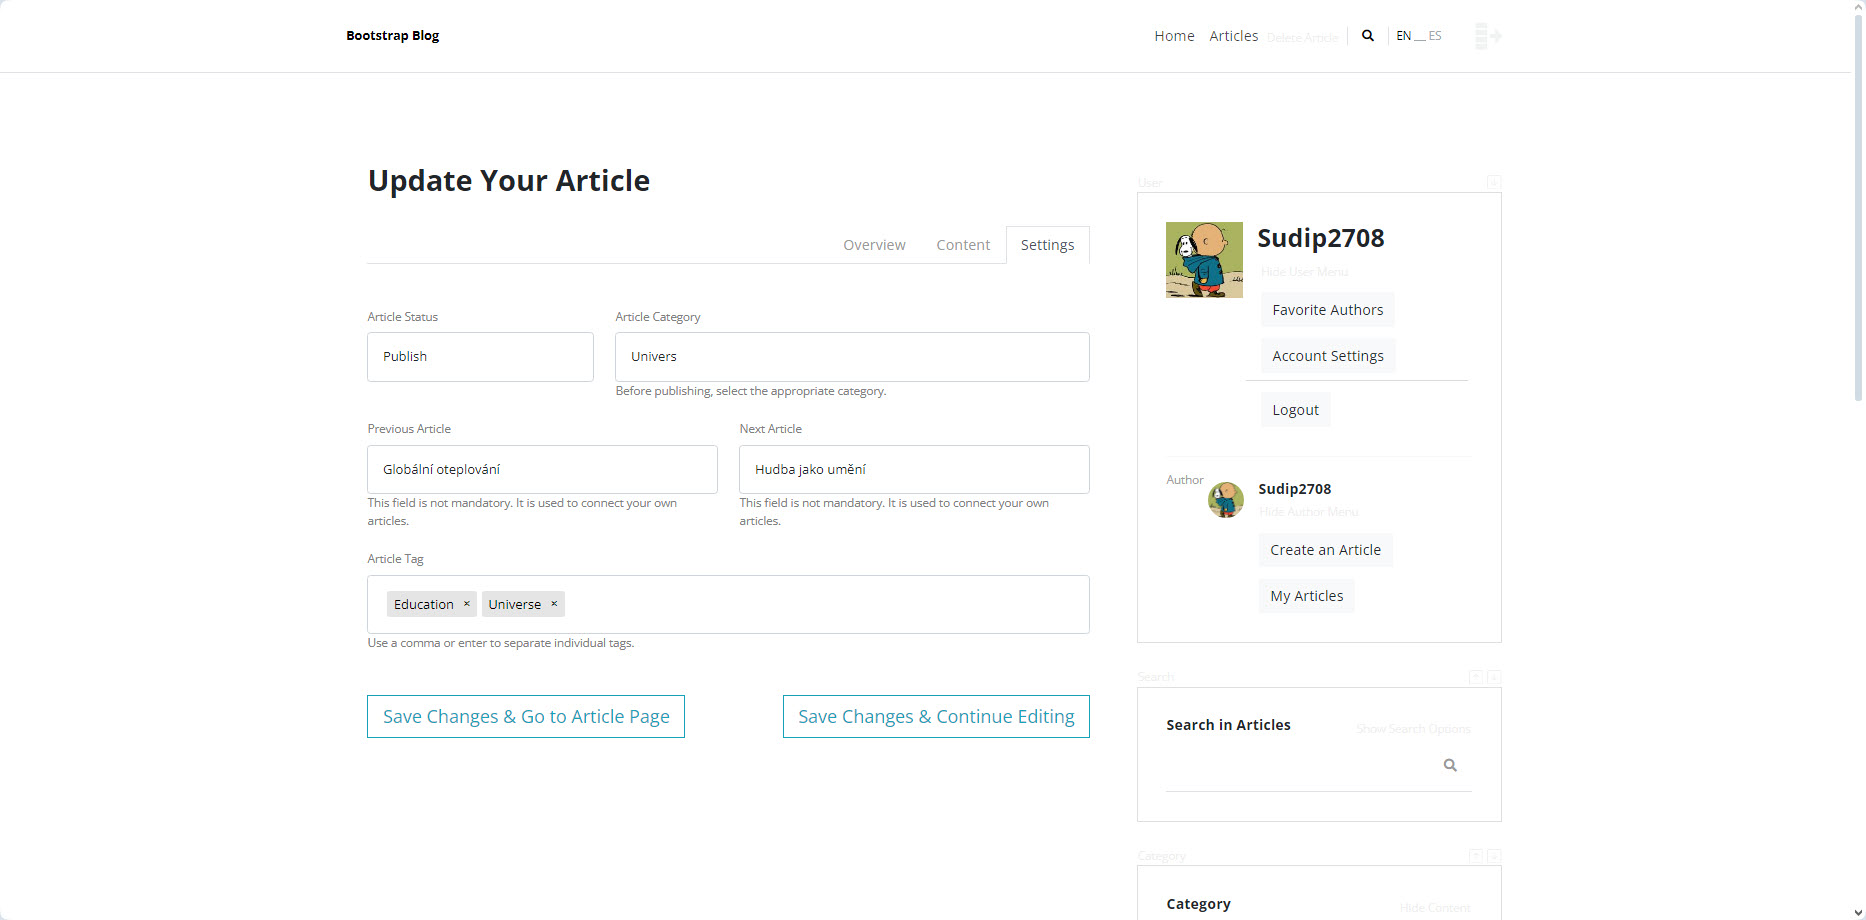 Bootstrap Blog
Home Articles Delete Article EN __ ES
Update Your Article
Overview Content Settings
Article Status
Publish
Article Category
Univers
Before publishing, select the appropriate category.
Previous Article
Globální oteplování
This field is not mandatory. It is used to connect your own
articles.
Next Article
Hudba jako umění
This field is not mandatory. It is used to connect your own
articles.
Article Tag
Education × Universe ×
Use a comma or enter to separate individual tags.
Save Changes & Go to Article Page
Save Changes & Continue Editing
User
Sudip2708
Hide User Menu
Favorite Authors
Account Settings
Logout
Author
Sudip2708
Hide Author Menu
Create an Article
My Articles
Search
Search in Articles
Show Search Options
Category
Category
Hide Content